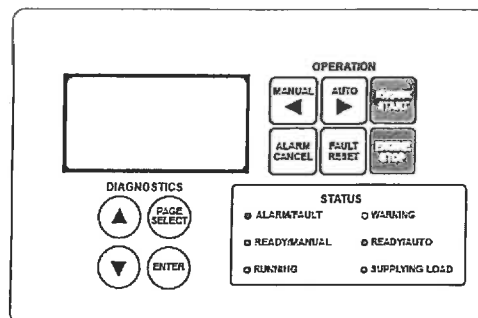 OPERATION
MANUAL
AUTO
ALARM CANCEL
FAULT RESET
DIAGNOSTICS
PAGE SELECT
ENTER
STATUS
ALARM/FAULT
WARNING
READY/MANUAL
READY/AUTO
RUNNING
SUPPLYING LOAD